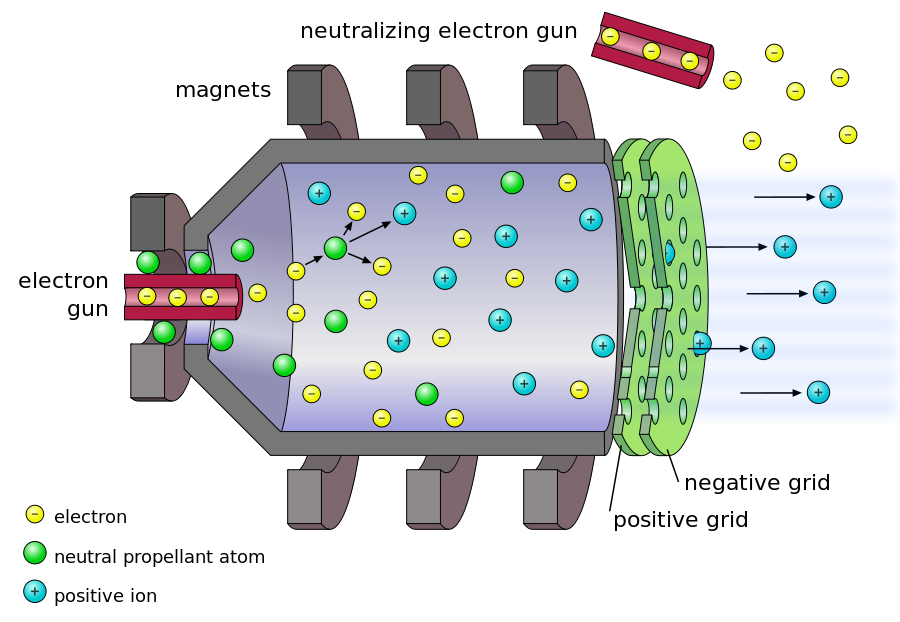 neutralizing electron gun
magnets
electron
gun
negative grid
positive grid
electron
neutral propellant atom
positive ion